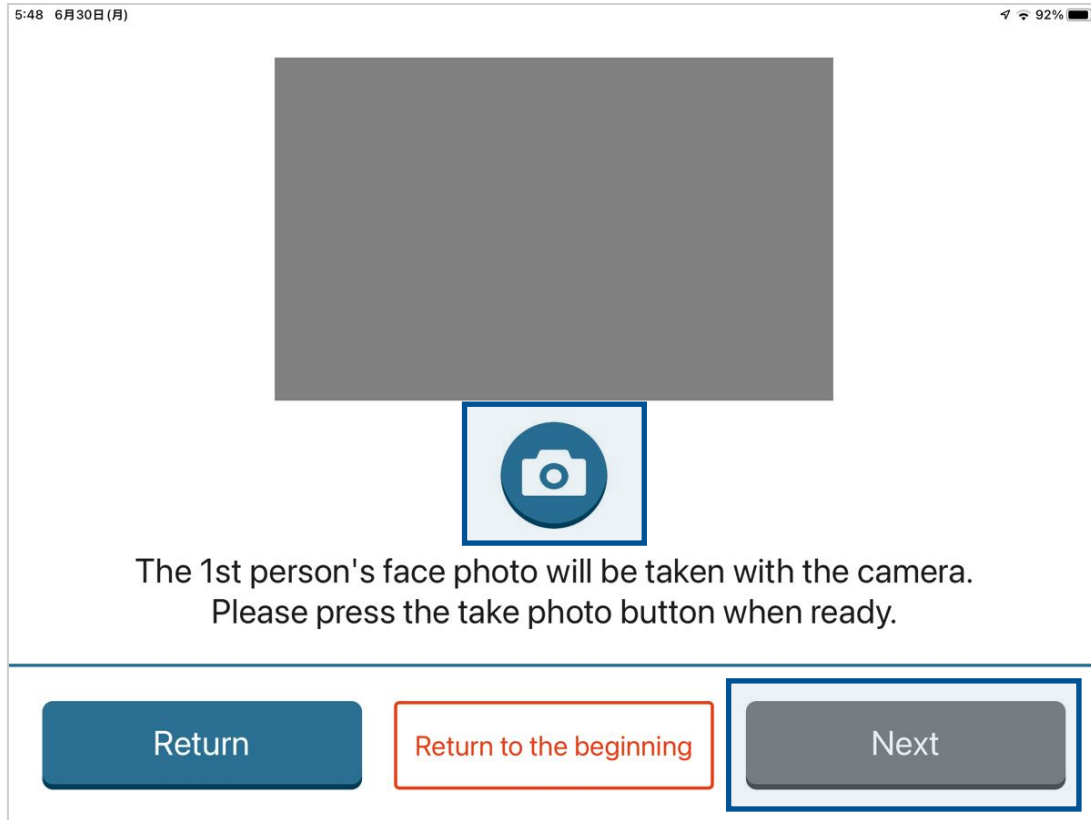 5:48 6月30日(月) 92%
The 1st person's face photo will be taken with the camera.
Please press the take photo button when ready.
Return Return to the beginning Next